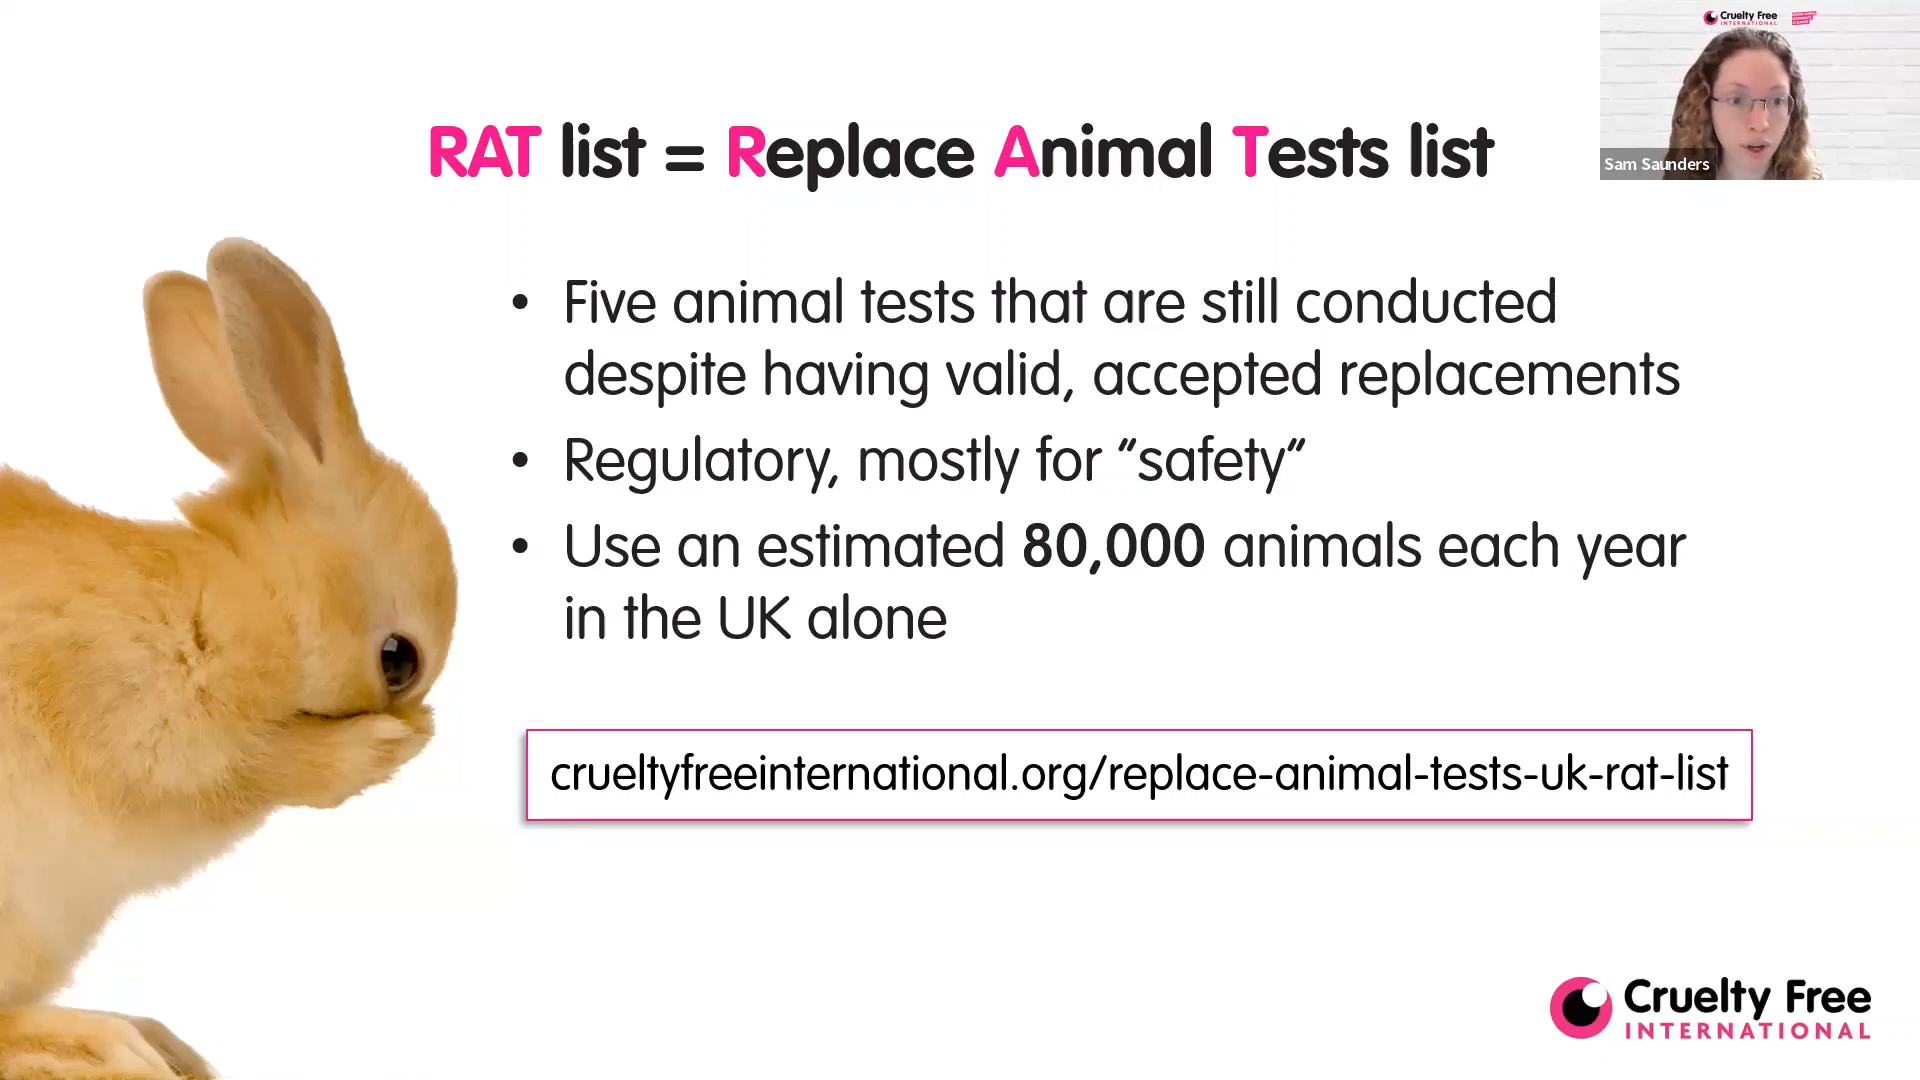 Cruelty Free
INTERNATIONAL
Sam Saunders
RAT list = Replace Animal Tests list
• Five animal tests that are still conducted
despite having valid, accepted replacements
• Regulatory, mostly for “safety”
• Use an estimated 80,000 animals each year
in the UK alone
crueltyfreeinternational.org/replace-animal-tests-uk-rat-list
Cruelty Free
INTERNATIONAL